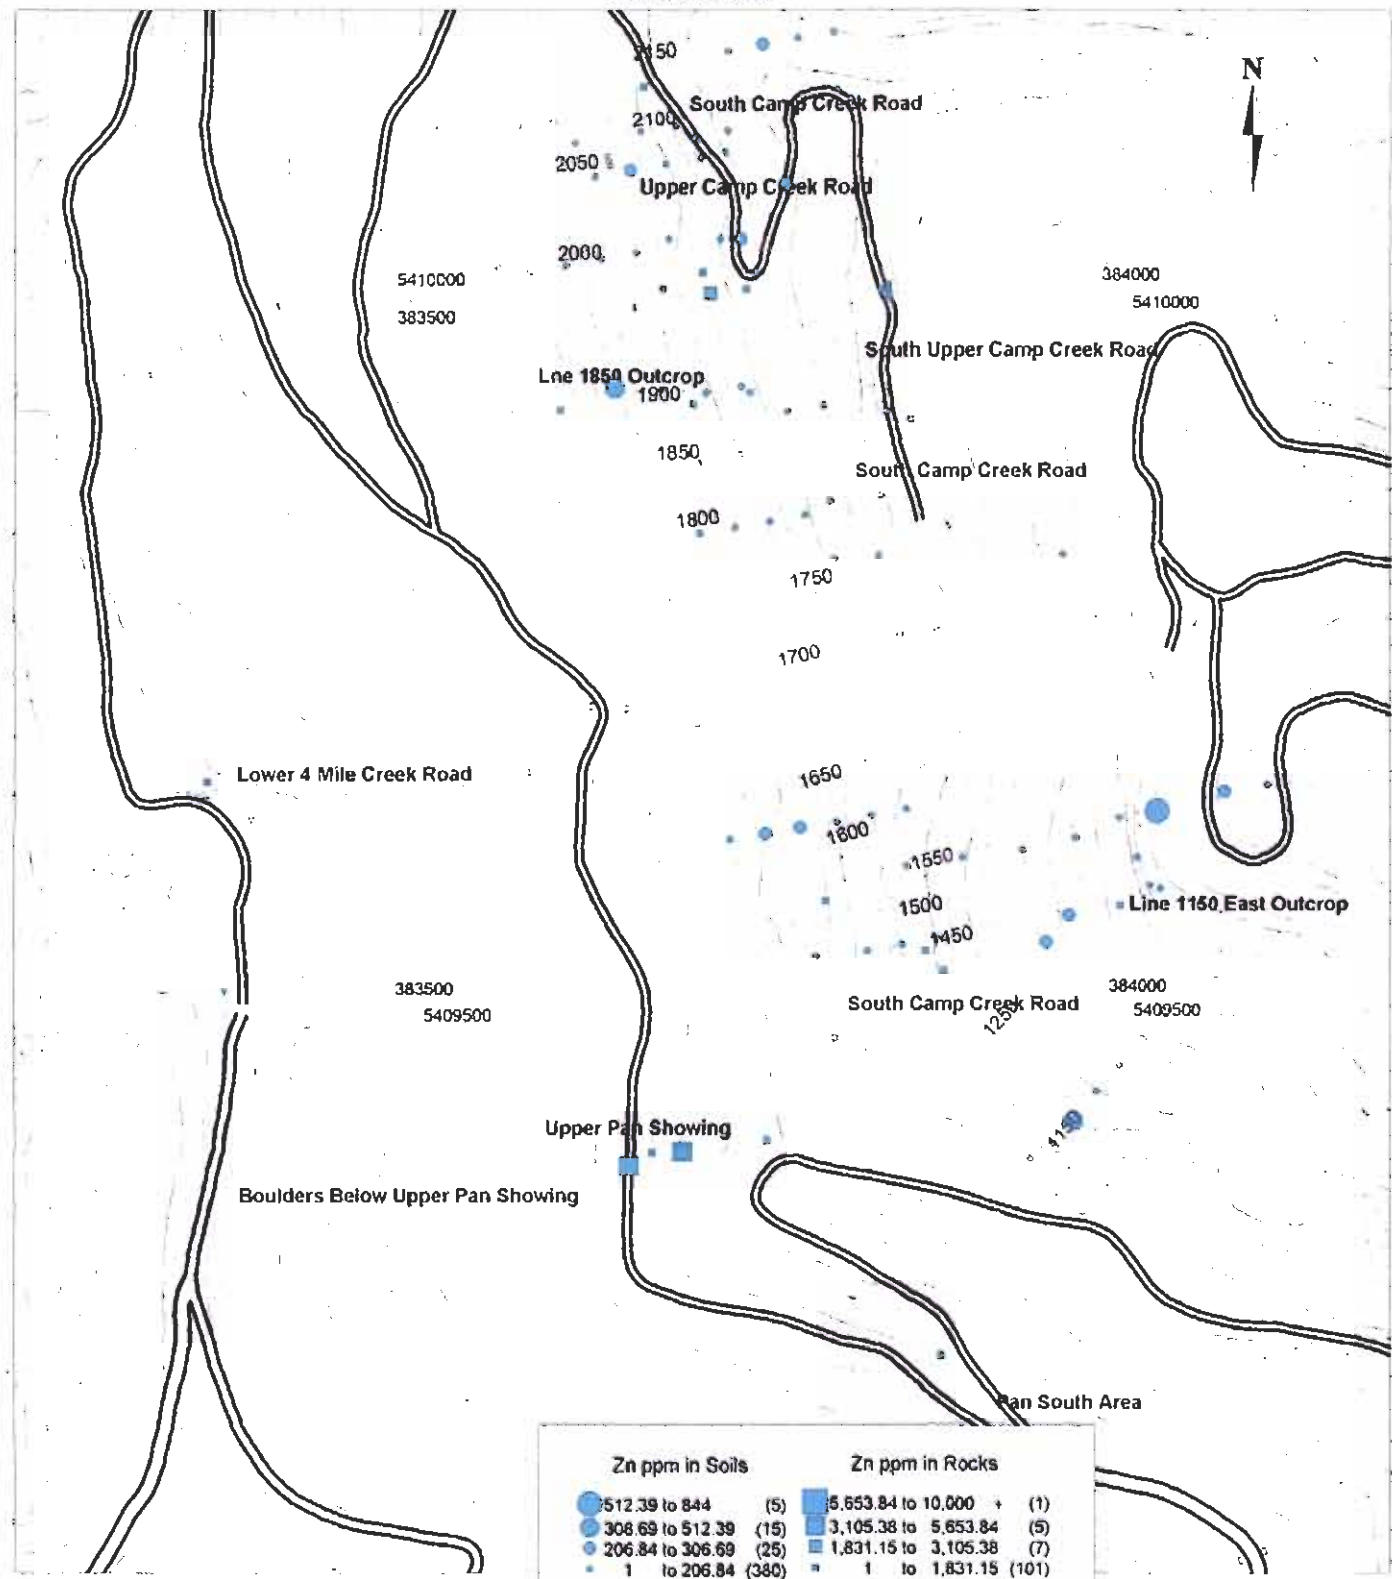 2150
N
South Camp Creek Road
2100
2050
Upper Camp Creek Road
2000
5410000
383500
384000
5410000
South Upper Camp Creek Road
Lne 1850 Outcrop
1900
1850
South Camp Creek Road
1800
1750
1700
1650
Lower 4 Mile Creek Road
1600
1550
1500
Line 1150 East Outcrop
1450
383500
5409500
384000
5409500
South Camp Creek Road
1250
1150
Upper Pan Showing
Boulders Below Upper Pan Showing
Pan South Area
Zn ppm in Soils
512.39 to 844 (5)
308.69 to 512.39 (15)
206.84 to 306.69 (25)
1 to 206.84 (380)
Zn ppm in Rocks
5,653.84 to 10,000 + (1)
3,105.38 to 5,653.84 (5)
1,831.15 to 3,105.38 (7)
1 to 1,831.15 (101)